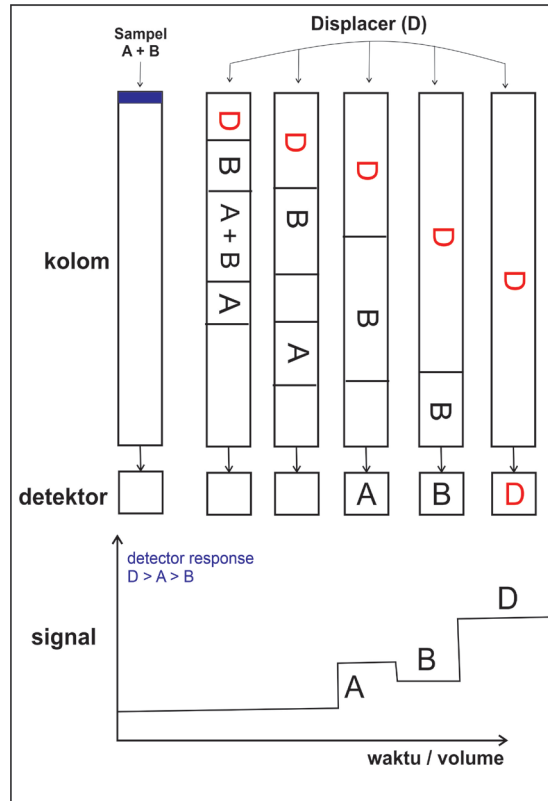 Sampel
A + B
Displacer (D)
kolom
D
B
A + B
A
D
B
A
D
B
D
B
D
detektor
A
B
D
detector response
D > A > B
signal
A
B
D
waktu / volume